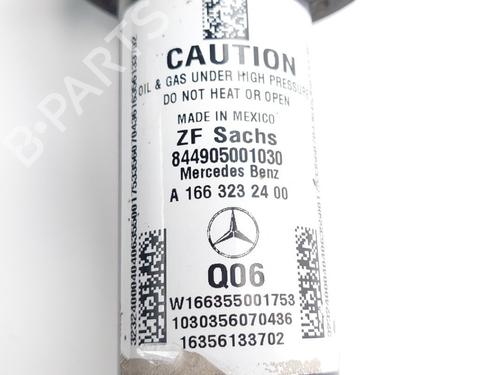 CAUTION
OIL & GAS UNDER HIGH PRESSURE
DO NOT HEAT OR OPEN
MADE IN MEXICO
ZF Sachs
844905001030
Mercedes Benz
A 166 323 24 00
Q06
W166355001753
1030356070436
16356133702
B-PARTS